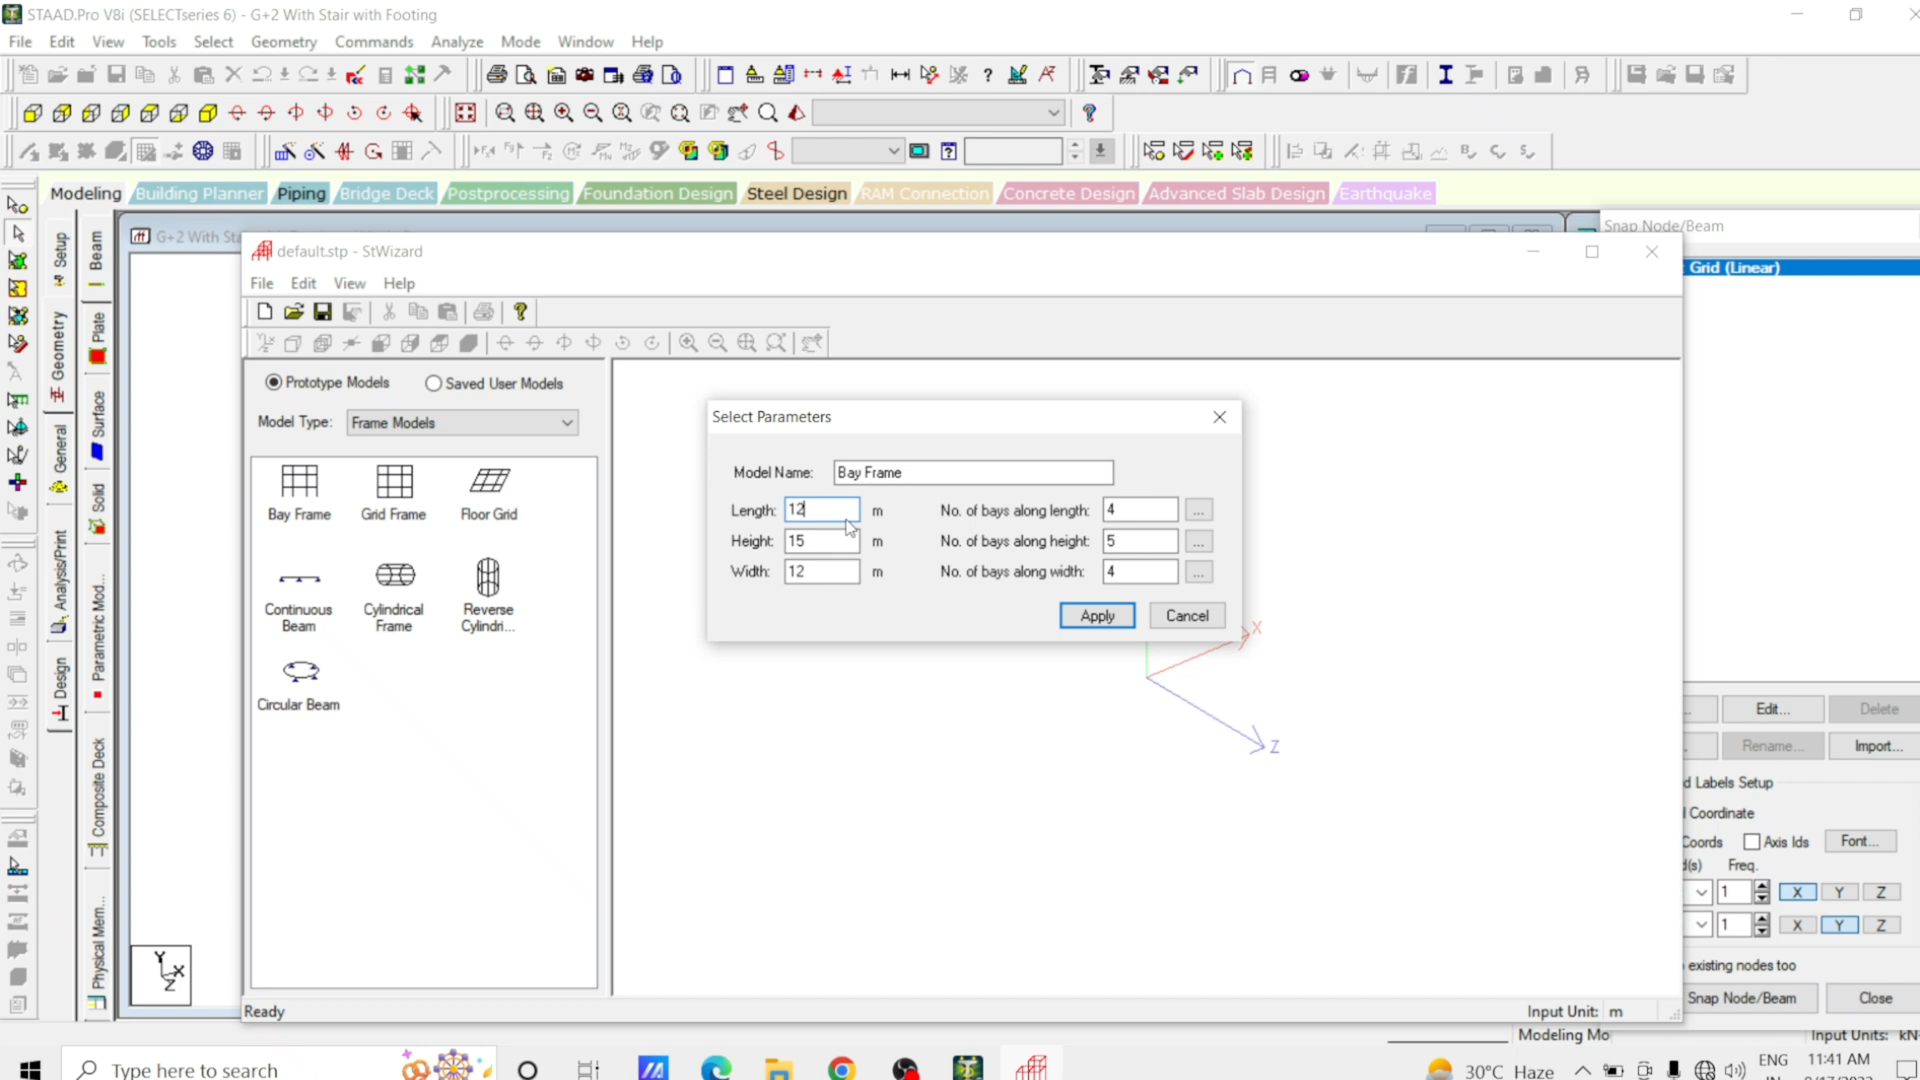 STAAD.Pro V8i (SELECTseries 6) - G+2 With Stair with Footing
File Edit View Tools Select Geometry Commands Analyze Mode Window Help
Modeling Building Planner Piping Bridge Deck Postprocessing Foundation Design Steel Design RAM Connection Concrete Design Advanced Slab Design Earthquake
Setup
Geometry
General
Analysis/Print
Design
Beam
Plate
Surface
Solid
Parametric Mod...
Composite Deck
Physical Mem...
G+2 With Sta
default.stp - StWizard
File Edit View Help
Prototype Models Saved User Models
Model Type: Frame Models
Bay Frame Grid Frame Floor Grid
Continuous Beam Cylindrical Frame Reverse Cylindri...
Circular Beam
Select Parameters
Model Name: Bay Frame
Length: 12 m No. of bays along length: 4 ...
Height: 15 m No. of bays along height: 5 ...
Width: 12 m No. of bays along width: 4 ...
Apply Cancel
X
Z
Y
X
Z
Ready Input Unit: m
Snap Node/Beam
Grid (Linear)
Edit... Delete
Rename... Import...
d Labels Setup
l Coordinate
Coords Axis Ids Font...
d(s) Freq.
1 X Y Z
1 X Y Z
existing nodes too
Snap Node/Beam Close
Modeling Mo Input Units: kN-
Type here to search
30°C Haze ENG 11:41 AM